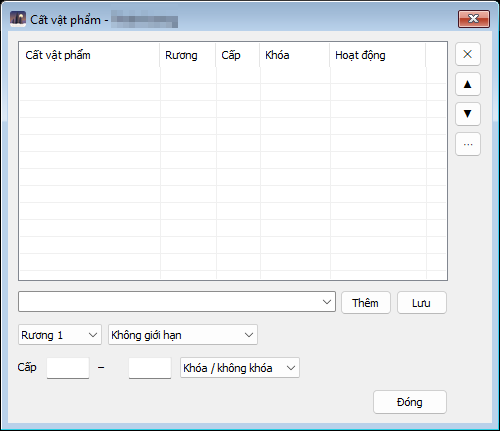 Cất vật phẩm -
Cất vật phẩm Rương Cấp Khóa Hoạt động
Thêm Lưu
Rương 1 Không giới hạn
Cấp – Khóa / không khóa
Đóng